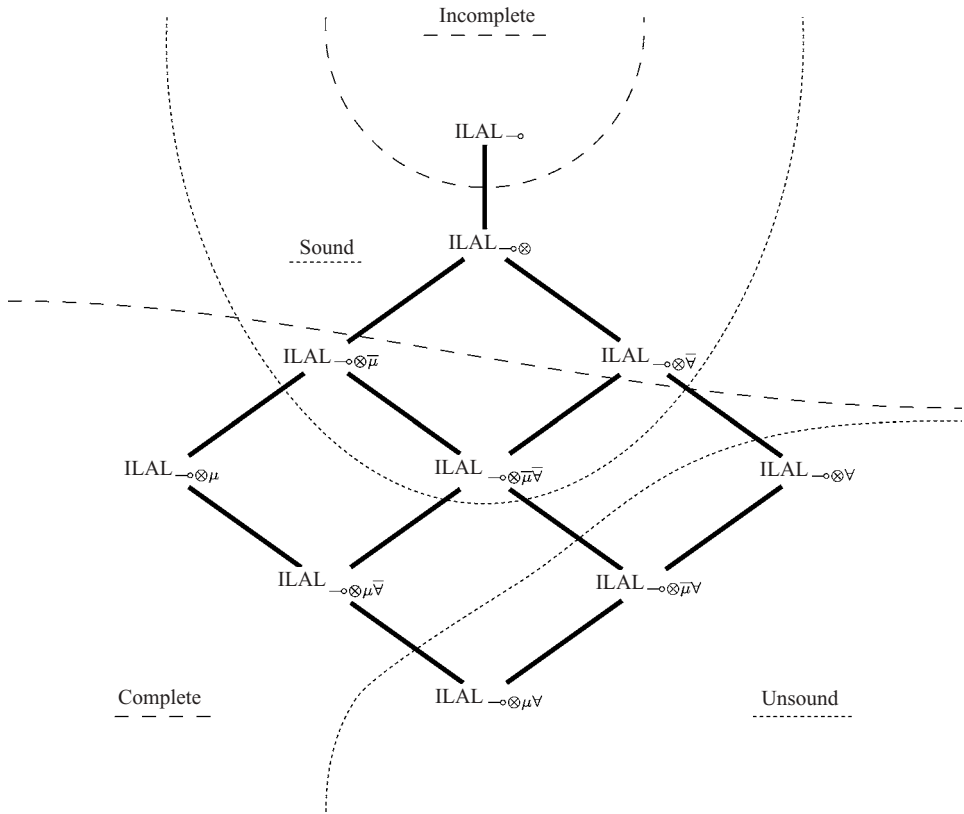 Incomplete
ILAL⊸
ILAL⊸⊗
Sound
ILAL⊸⊗μ̅
ILAL⊸⊗∀̅
ILAL⊸⊗μ
ILAL⊸⊗μ̅∀̅
ILAL⊸⊗∀
ILAL⊸⊗μ∀̅
ILAL⊸⊗μ̅∀
ILAL⊸⊗μ∀
Complete
Unsound